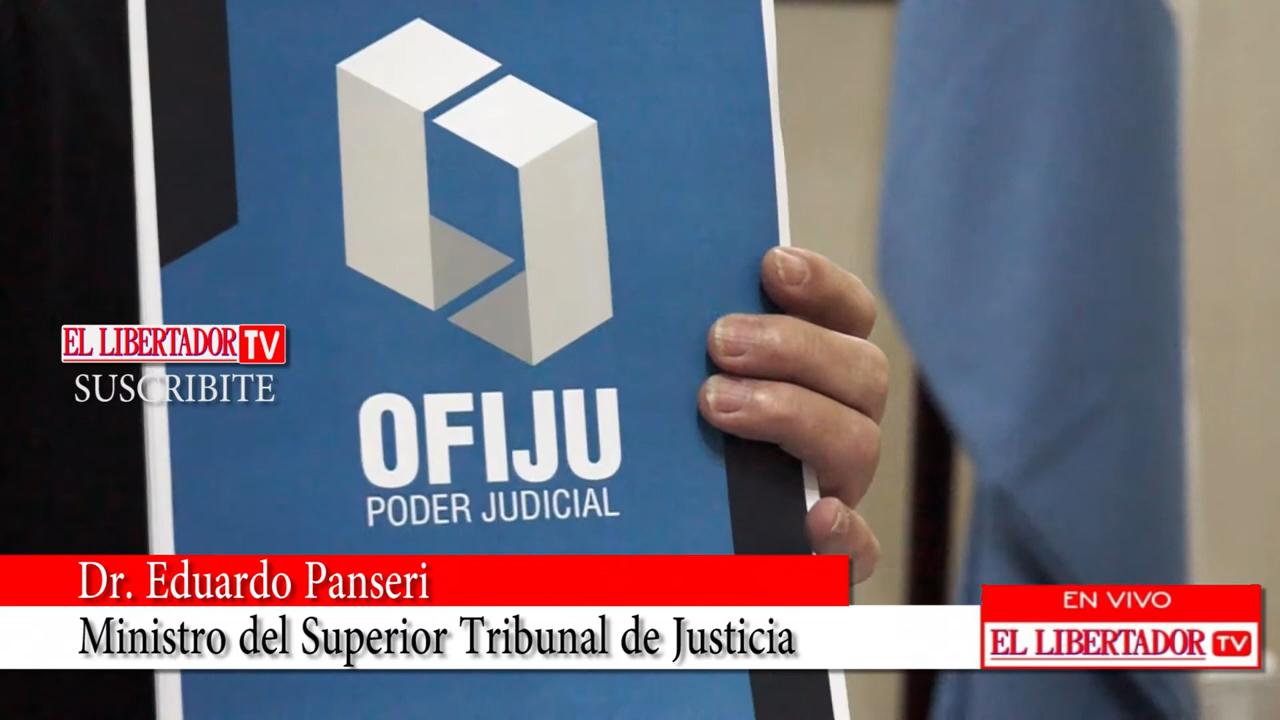 EL LIBERTADOR TV
SUSCRIBITE
OFIJU
PODER JUDICIAL
Dr. Eduardo Panseri
Ministro del Superior Tribunal de Justicia
EN VIVO
EL LIBERTADOR TV